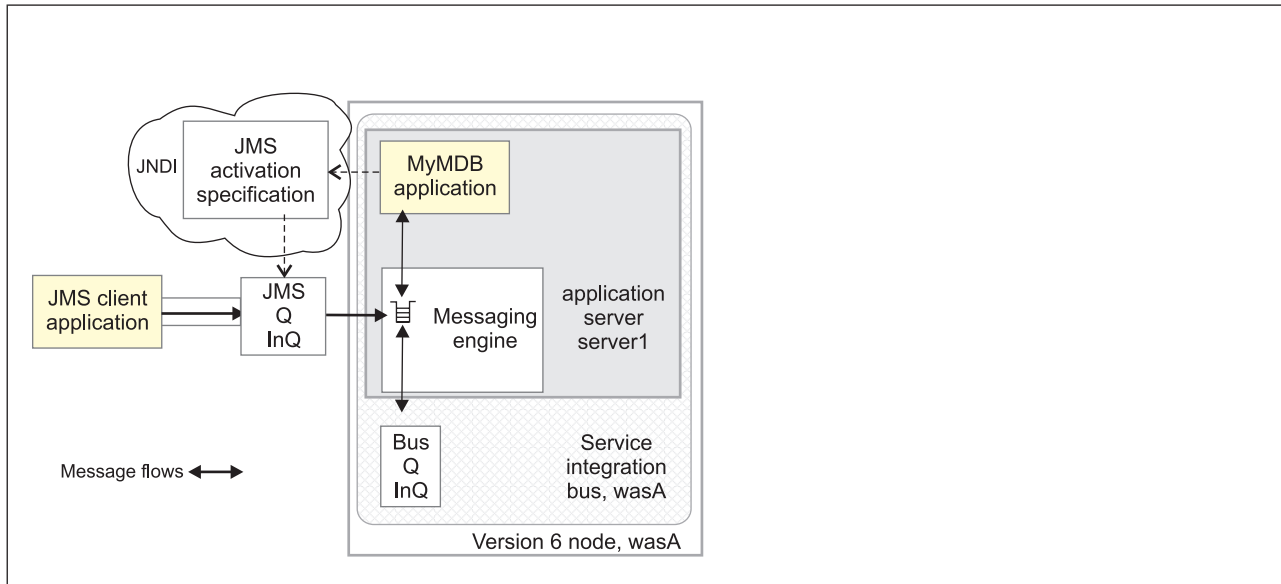 JNDI
JMS
activation
specification
MyMDB
application
JMS client
application
JMS
Q
InQ
Messaging
engine
application
server
server1
Bus
Q
InQ
Service
integration
bus, wasA
Message flows
Version 6 node, wasA